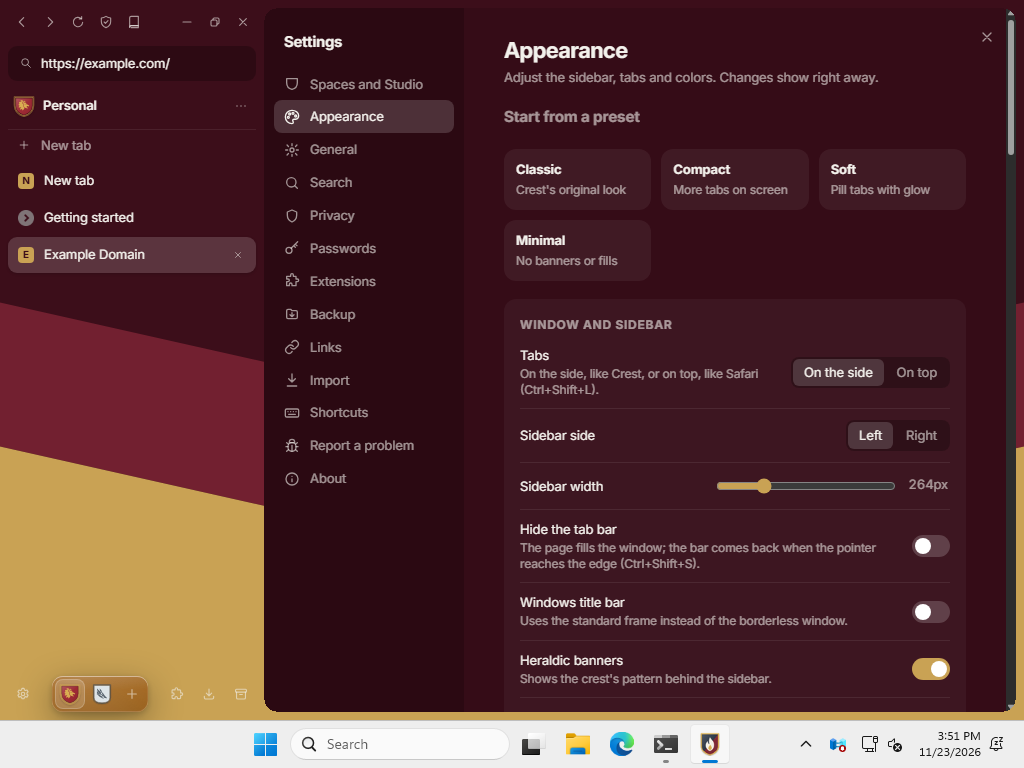 https://example.com/
Personal
New tab
N
New tab
Getting started
E
Example Domain
Settings
Spaces and Studio
Appearance
General
Search
Privacy
Passwords
Extensions
Backup
Links
Import
Shortcuts
Report a problem
About
Appearance
Adjust the sidebar, tabs and colors. Changes show right away.
Start from a preset
Classic
Crest's original look
Compact
More tabs on screen
Soft
Pill tabs with glow
Minimal
No banners or fills
WINDOW AND SIDEBAR
Tabs
On the side, like Crest, or on top, like Safari
(Ctrl+Shift+L).
On the side
On top
Sidebar side
Left
Right
Sidebar width
264px
Hide the tab bar
The page fills the window; the bar comes back when the pointer
reaches the edge (Ctrl+Shift+S).
Windows title bar
Uses the standard frame instead of the borderless window.
Heraldic banners
Shows the crest's pattern behind the sidebar.
Search
3:51 PM
11/23/2026